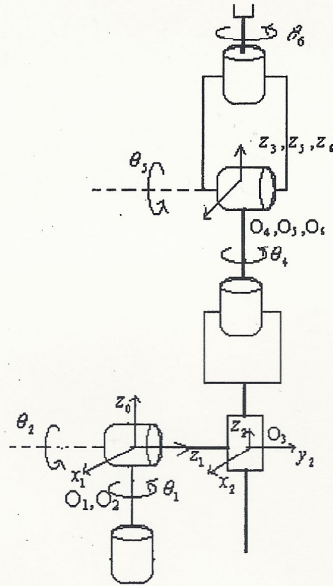 θ₆
z₃, z₅, z₆
θ₅
O₄, O₅, O₆
θ₄
θ₂
z₀
z₂
O₃
x₁
z₁
x₂
y₂
O₁, O₂
θ₁